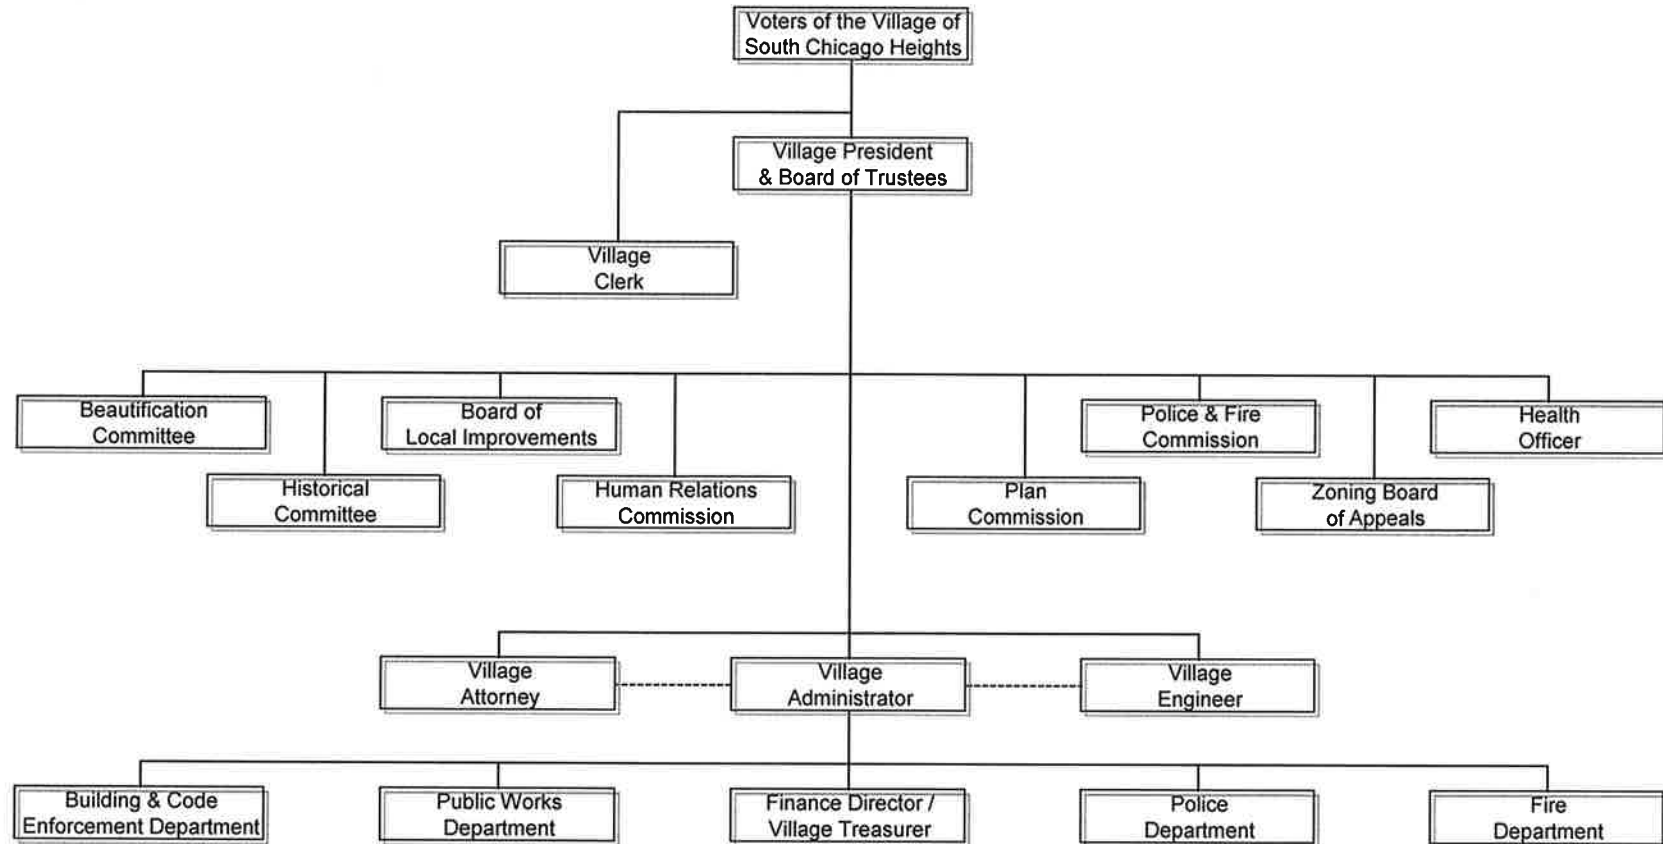 Voters of the Village of
South Chicago Heights
Village President
& Board of Trustees
Village
Clerk
Beautification
Committee
Historical
Committee
Board of
Local Improvements
Human Relations
Commission
Plan
Commission
Police & Fire
Commission
Zoning Board
of Appeals
Health
Officer
Village
Attorney
Village
Administrator
Village
Engineer
Building & Code
Enforcement Department
Public Works
Department
Finance Director /
Village Treasurer
Police
Department
Fire
Department